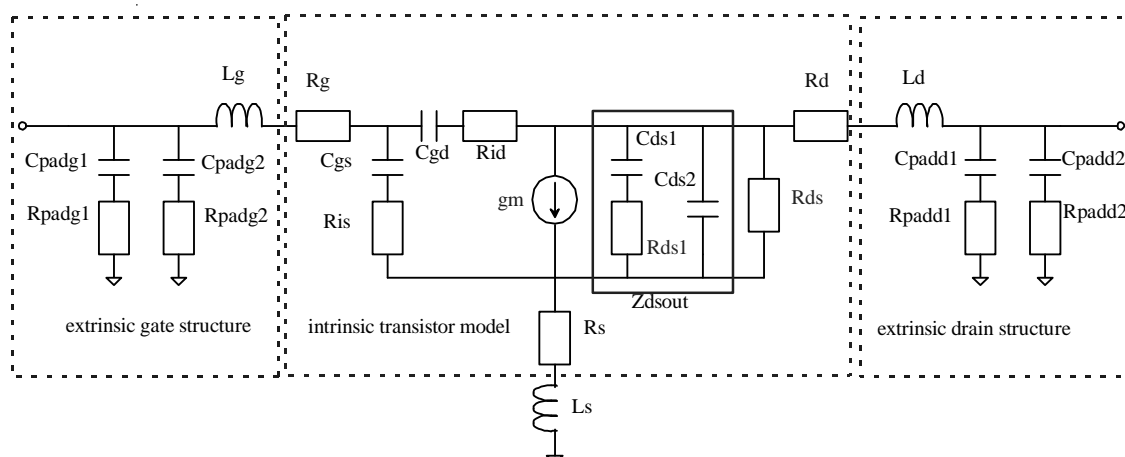 Lg
Rg
Rd
Ld
Cpadg1
Cpadg2
Cgs
Cgd
Rid
Cds1
Cds2
Cpadd1
Cpadd2
Rpadg1
Rpadg2
Ris
gm
Rds1
Rds
Rpadd1
Rpadd2
Zdsout
extrinsic gate structure
intrinsic transistor model
Rs
extrinsic drain structure
Ls